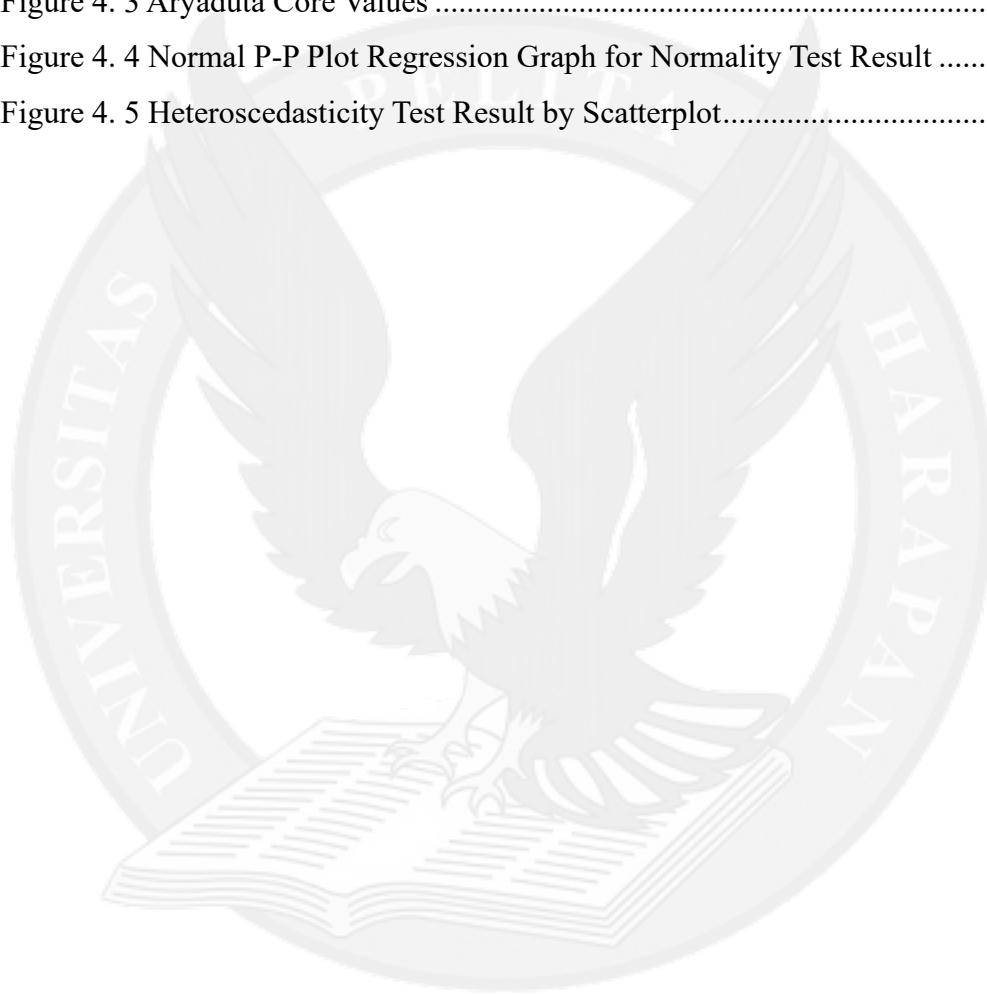 Figure 4. 3 Aryaduta Core Values ........................................................................
Figure 4. 4 Normal P-P Plot Regression Graph for Normality Test Result ......
Figure 4. 5 Heteroscedasticity Test Result by Scatterplot..................................
UNIVERSITAS PELITA HARAPAN